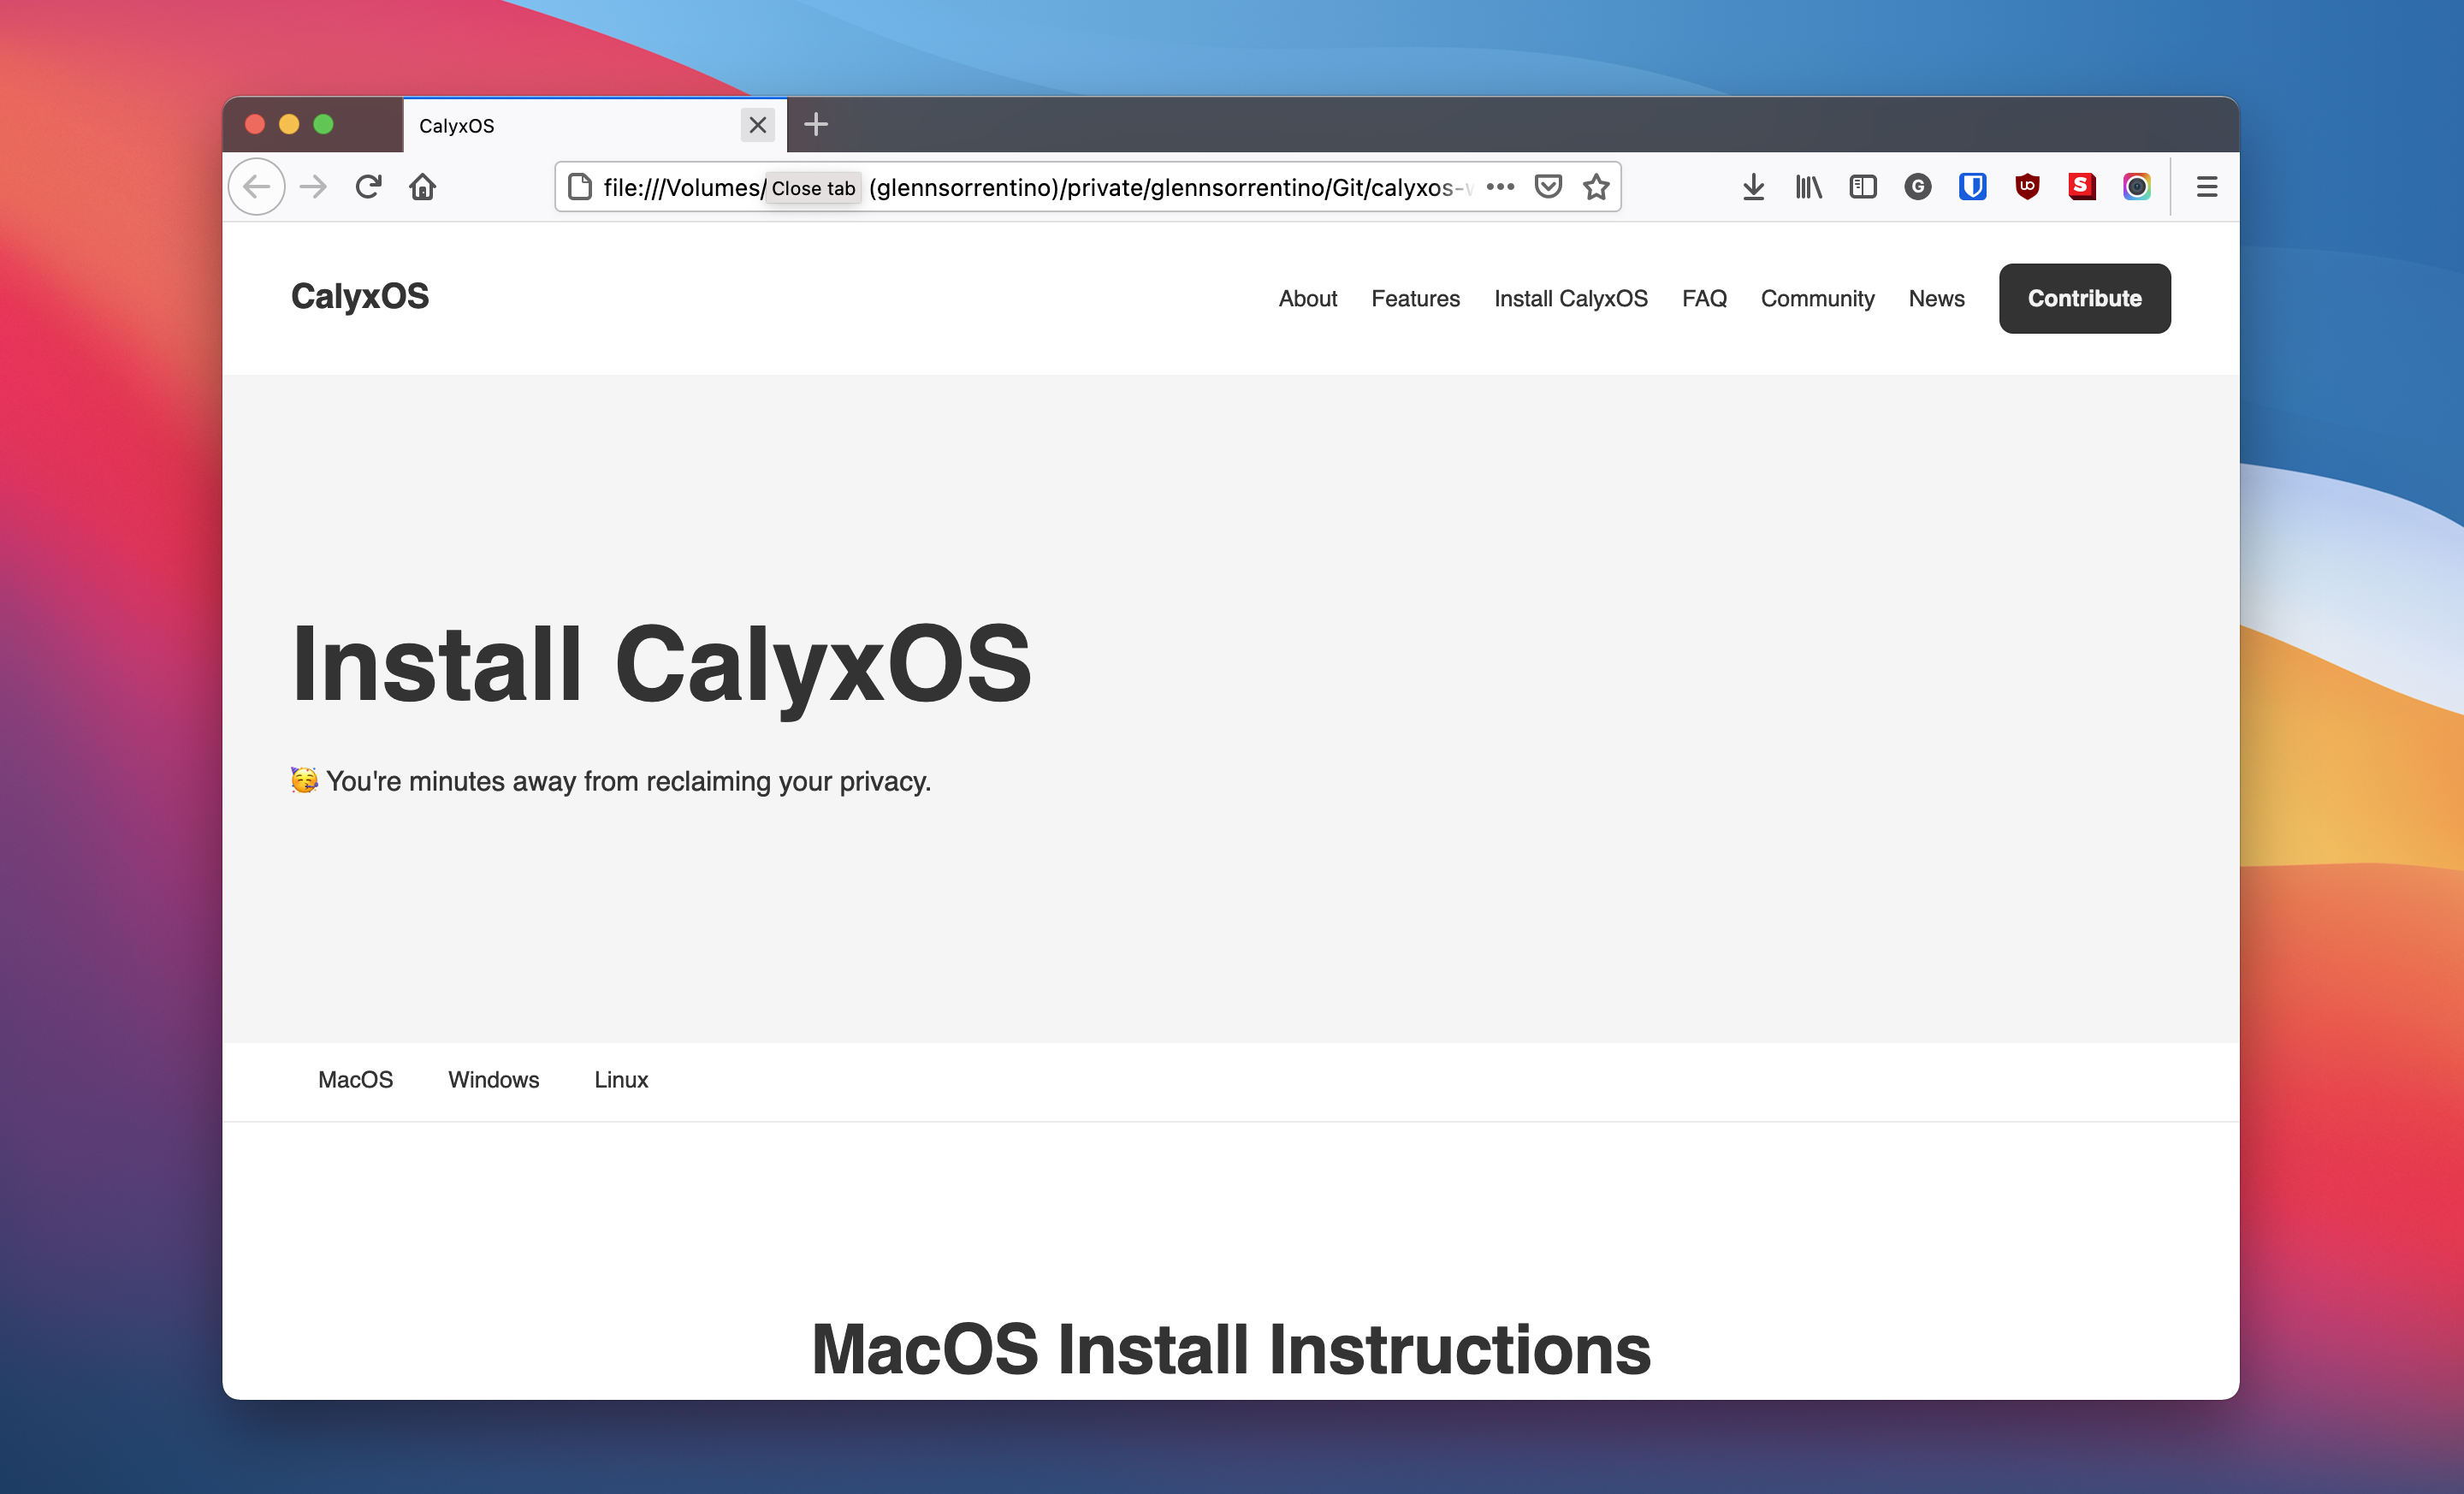 CalyxOS
file:///Volumes/ Close tab (glennsorrentino)/private/glennsorrentino/Git/calyxos-
CalyxOS
About Features Install CalyxOS FAQ Community News Contribute
Install CalyxOS
🥳 You're minutes away from reclaiming your privacy.
MacOS Windows Linux
MacOS Install Instructions